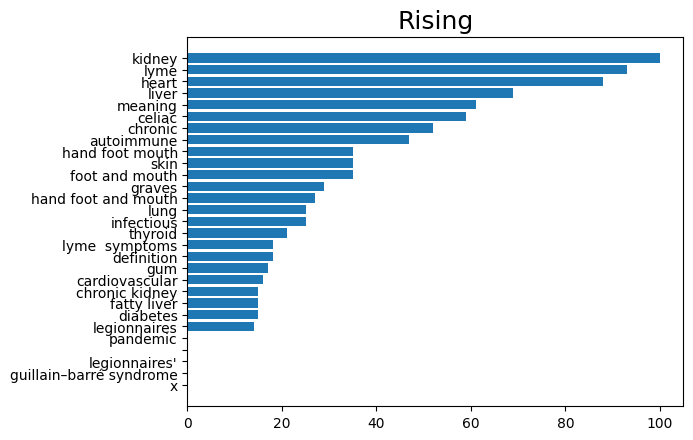 Rising
kidney
lyme
heart
liver
meaning
celiac
chronic
autoimmune
hand foot mouth
skin
foot and mouth
graves
hand foot and mouth
lung
infectious
thyroid
lyme  symptoms
definition
gum
cardiovascular
chronic kidney
fatty liver
diabetes
legionnaires
pandemic
legionnaires'
guillain–barré syndrome
x
0 20 40 60 80 100